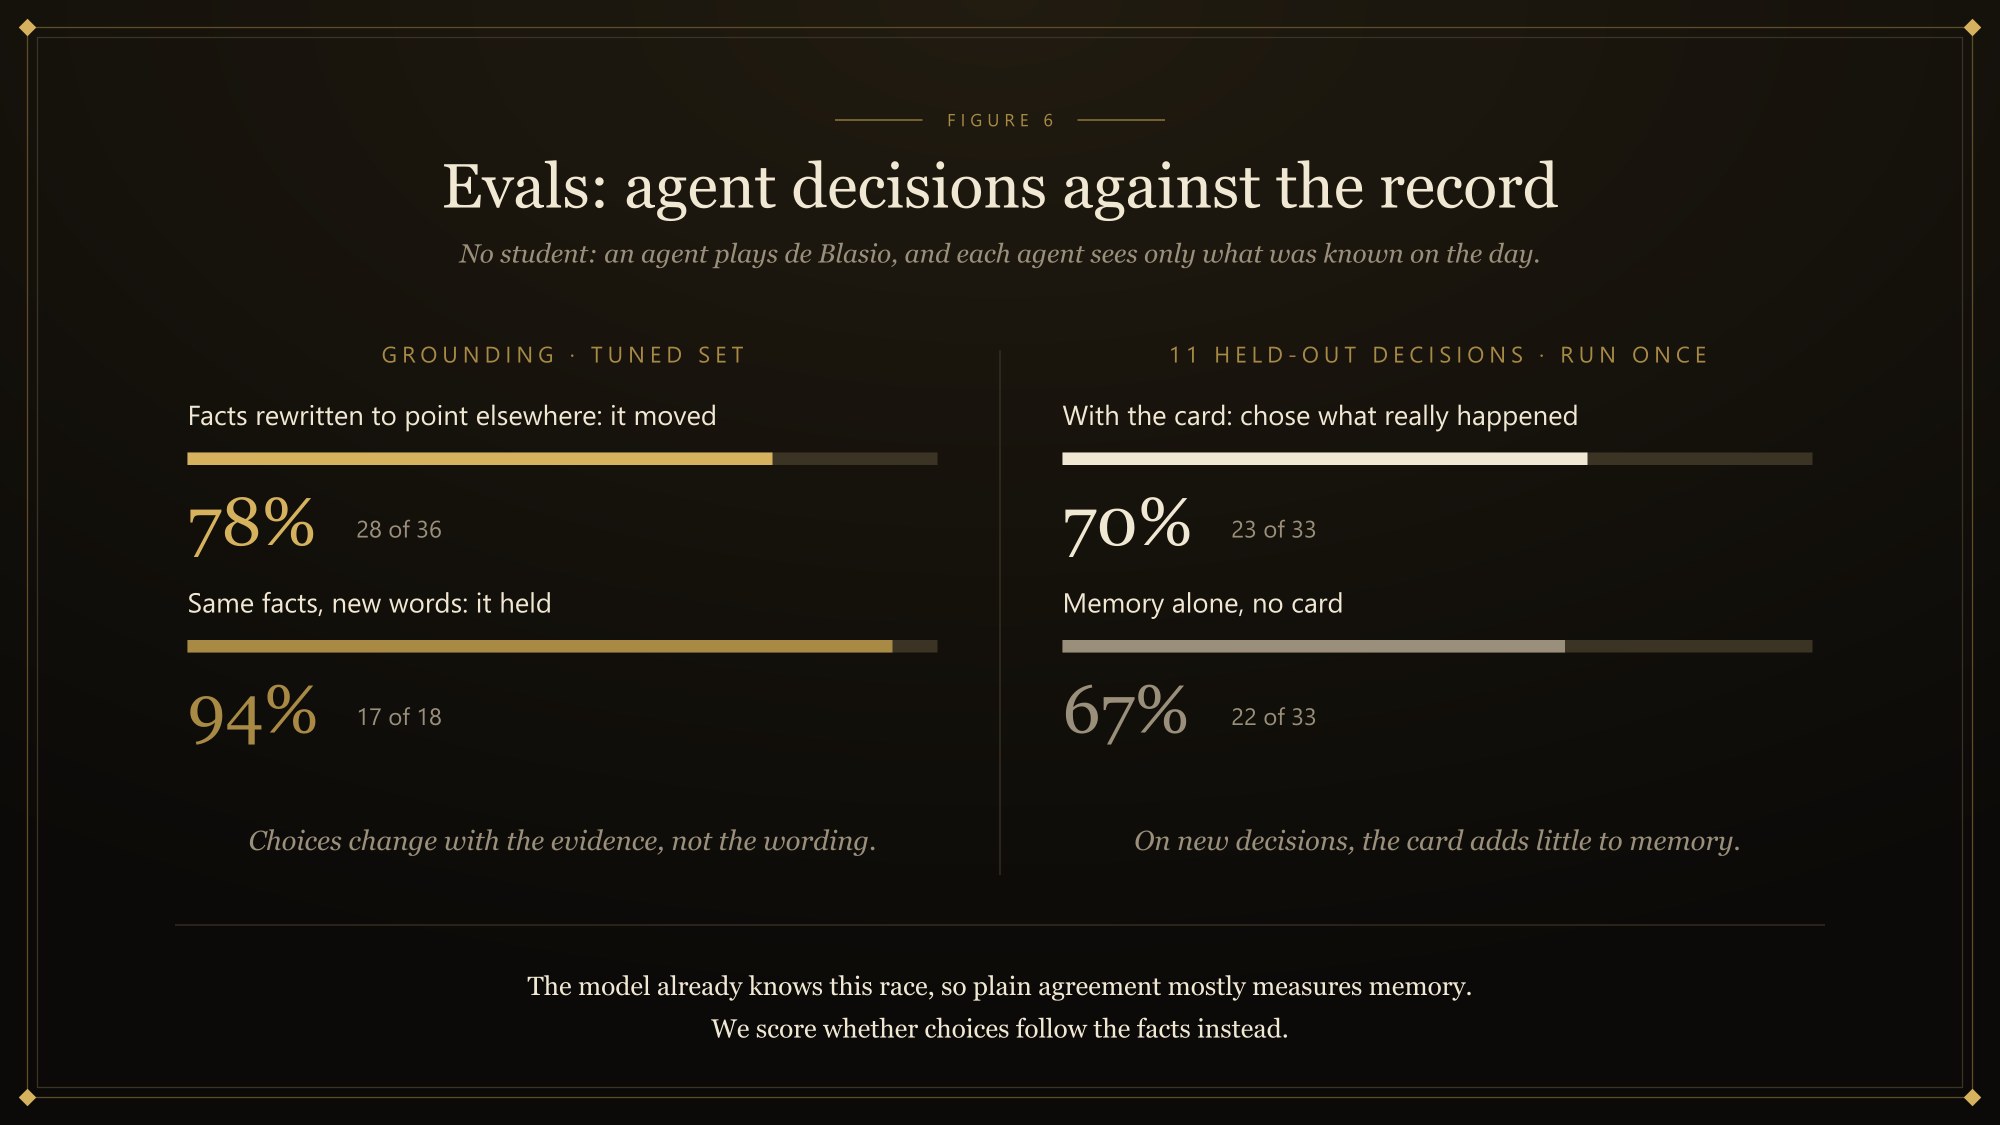 FIGURE 6
Evals: agent decisions against the record
No student: an agent plays de Blasio, and each agent sees only what was known on the day.
GROUNDING · TUNED SET
Facts rewritten to point elsewhere: it moved
78% 28 of 36
Same facts, new words: it held
94% 17 of 18
Choices change with the evidence, not the wording.
11 HELD-OUT DECISIONS · RUN ONCE
With the card: chose what really happened
70% 23 of 33
Memory alone, no card
67% 22 of 33
On new decisions, the card adds little to memory.
The model already knows this race, so plain agreement mostly measures memory.
We score whether choices follow the facts instead.